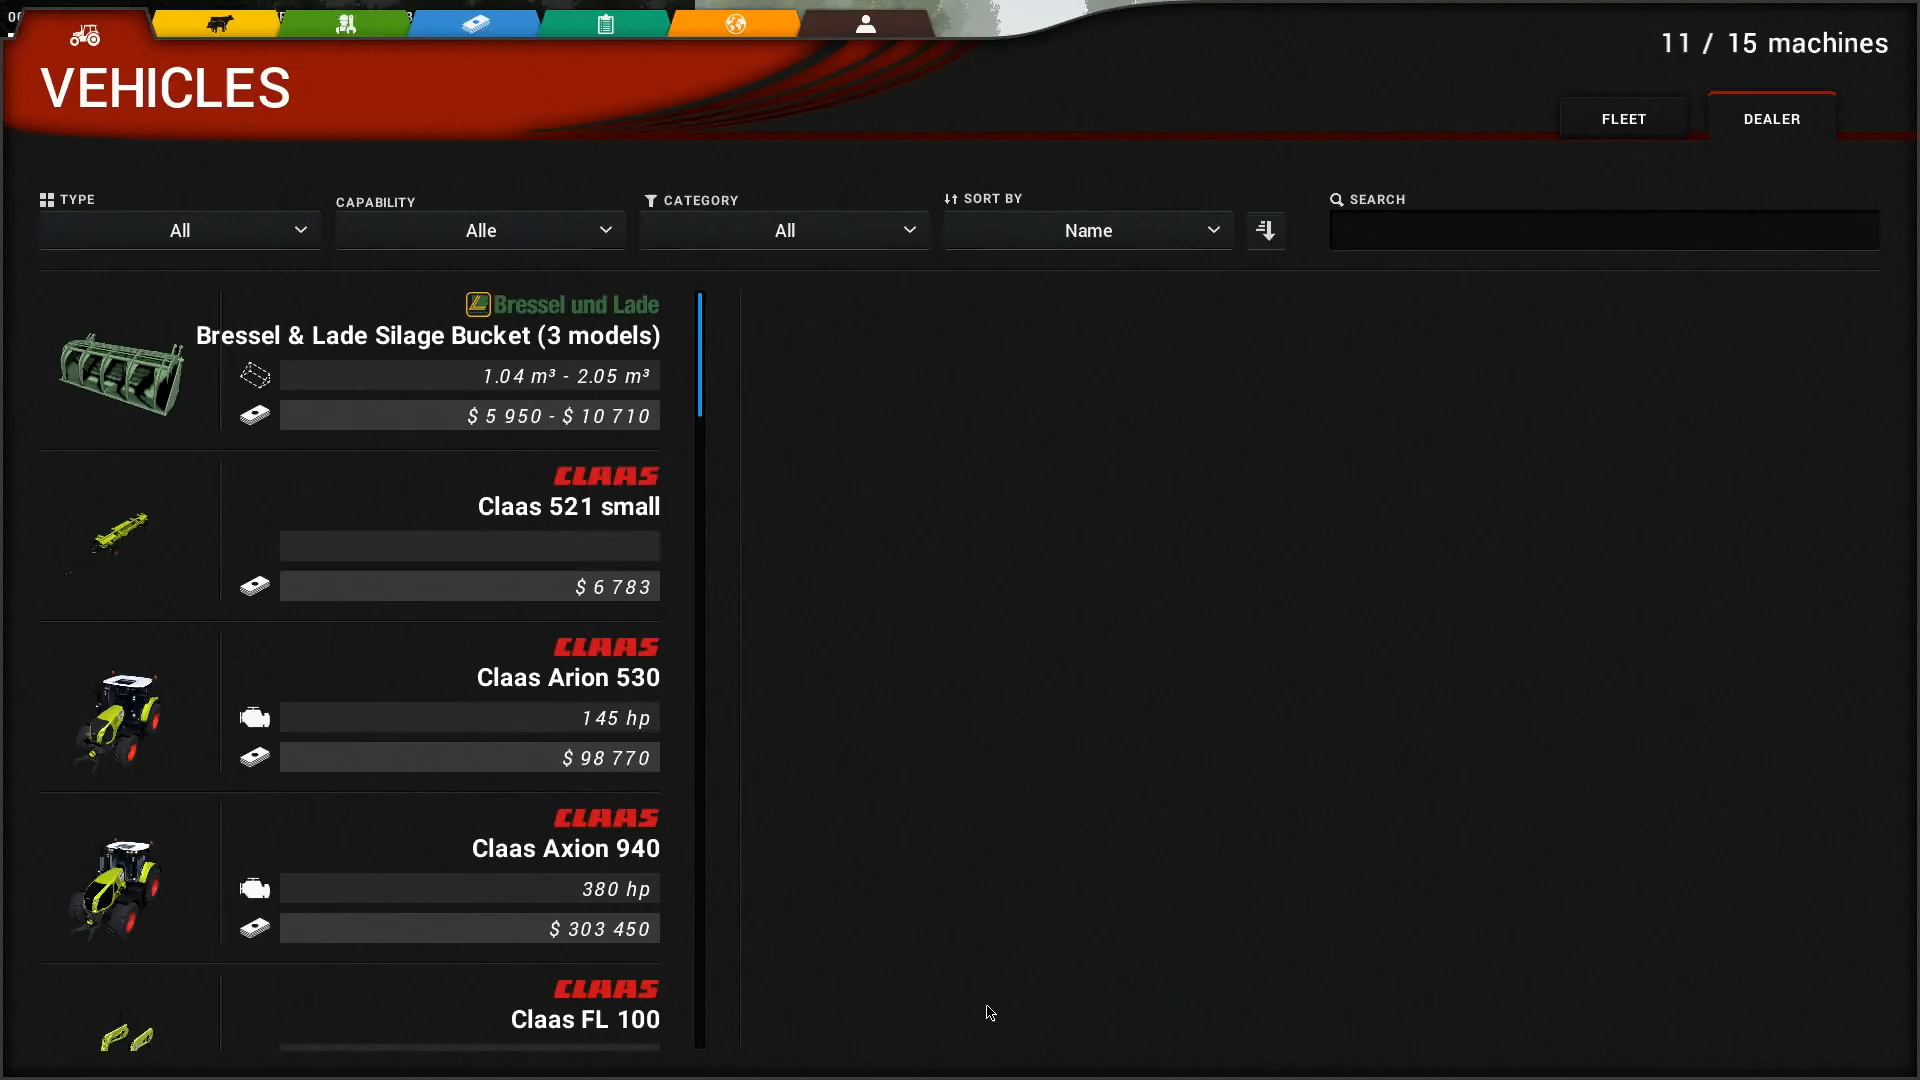 11 / 15 machines
VEHICLES
FLEET
DEALER
TYPE
CAPABILITY
CATEGORY
SORT BY
SEARCH
All
Alle
All
Name
Bressel und Lade
Bressel & Lade Silage Bucket (3 models)
1.04 m³ - 2.05 m³
$ 5 950 - $ 10 710
CLAAS
Claas 521 small
$ 6 783
CLAAS
Claas Arion 530
145 hp
$ 98 770
CLAAS
Claas Axion 940
380 hp
$ 303 450
CLAAS
Claas FL 100